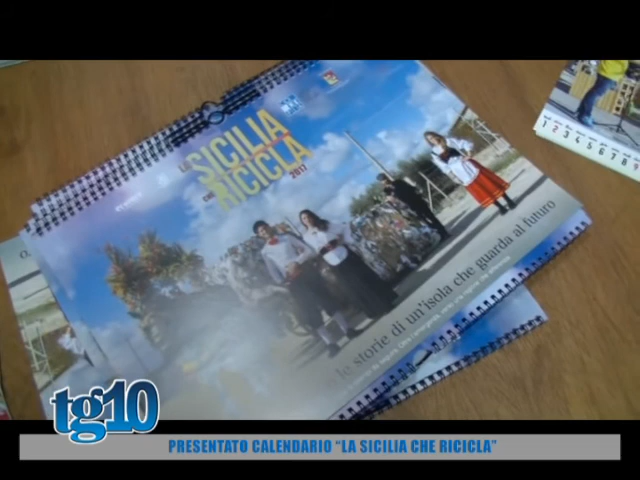 LA
SICILIA
CHE
RICICLA
2017
le storie di un'isola che guarda al futuro
1 2 3 4 5 6 7 8 9
tg10
PRESENTATO CALENDARIO “LA SICILIA CHE RICICLA”